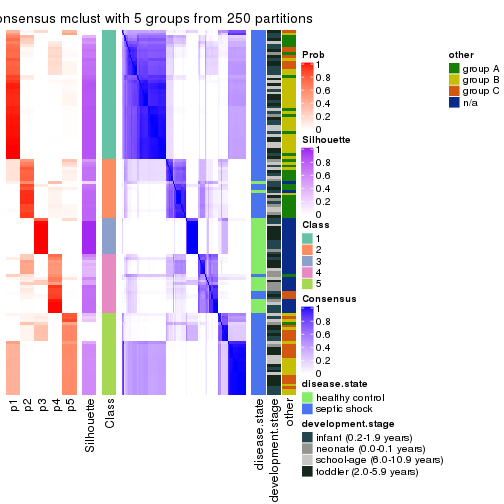 onsensus mclust with 5 groups from 250 partitions
Prob
1
0.8
0.6
0.4
0.2
0
Silhouette
1
0.8
0.6
0.4
0.2
0
Class
1
2
3
4
5
Consensus
1
0.8
0.6
0.4
0.2
0
disease.state
healthy control
septic shock
development.stage
infant (0.2-1.9 years)
neonate (0.0-0.1 years)
school-age (6.0-10.9 years)
toddler (2.0-5.9 years)
other
group A
group B
group C
n/a
p1
p2
p3
p4
p5
Silhouette
Class
disease.state
development.stage
other